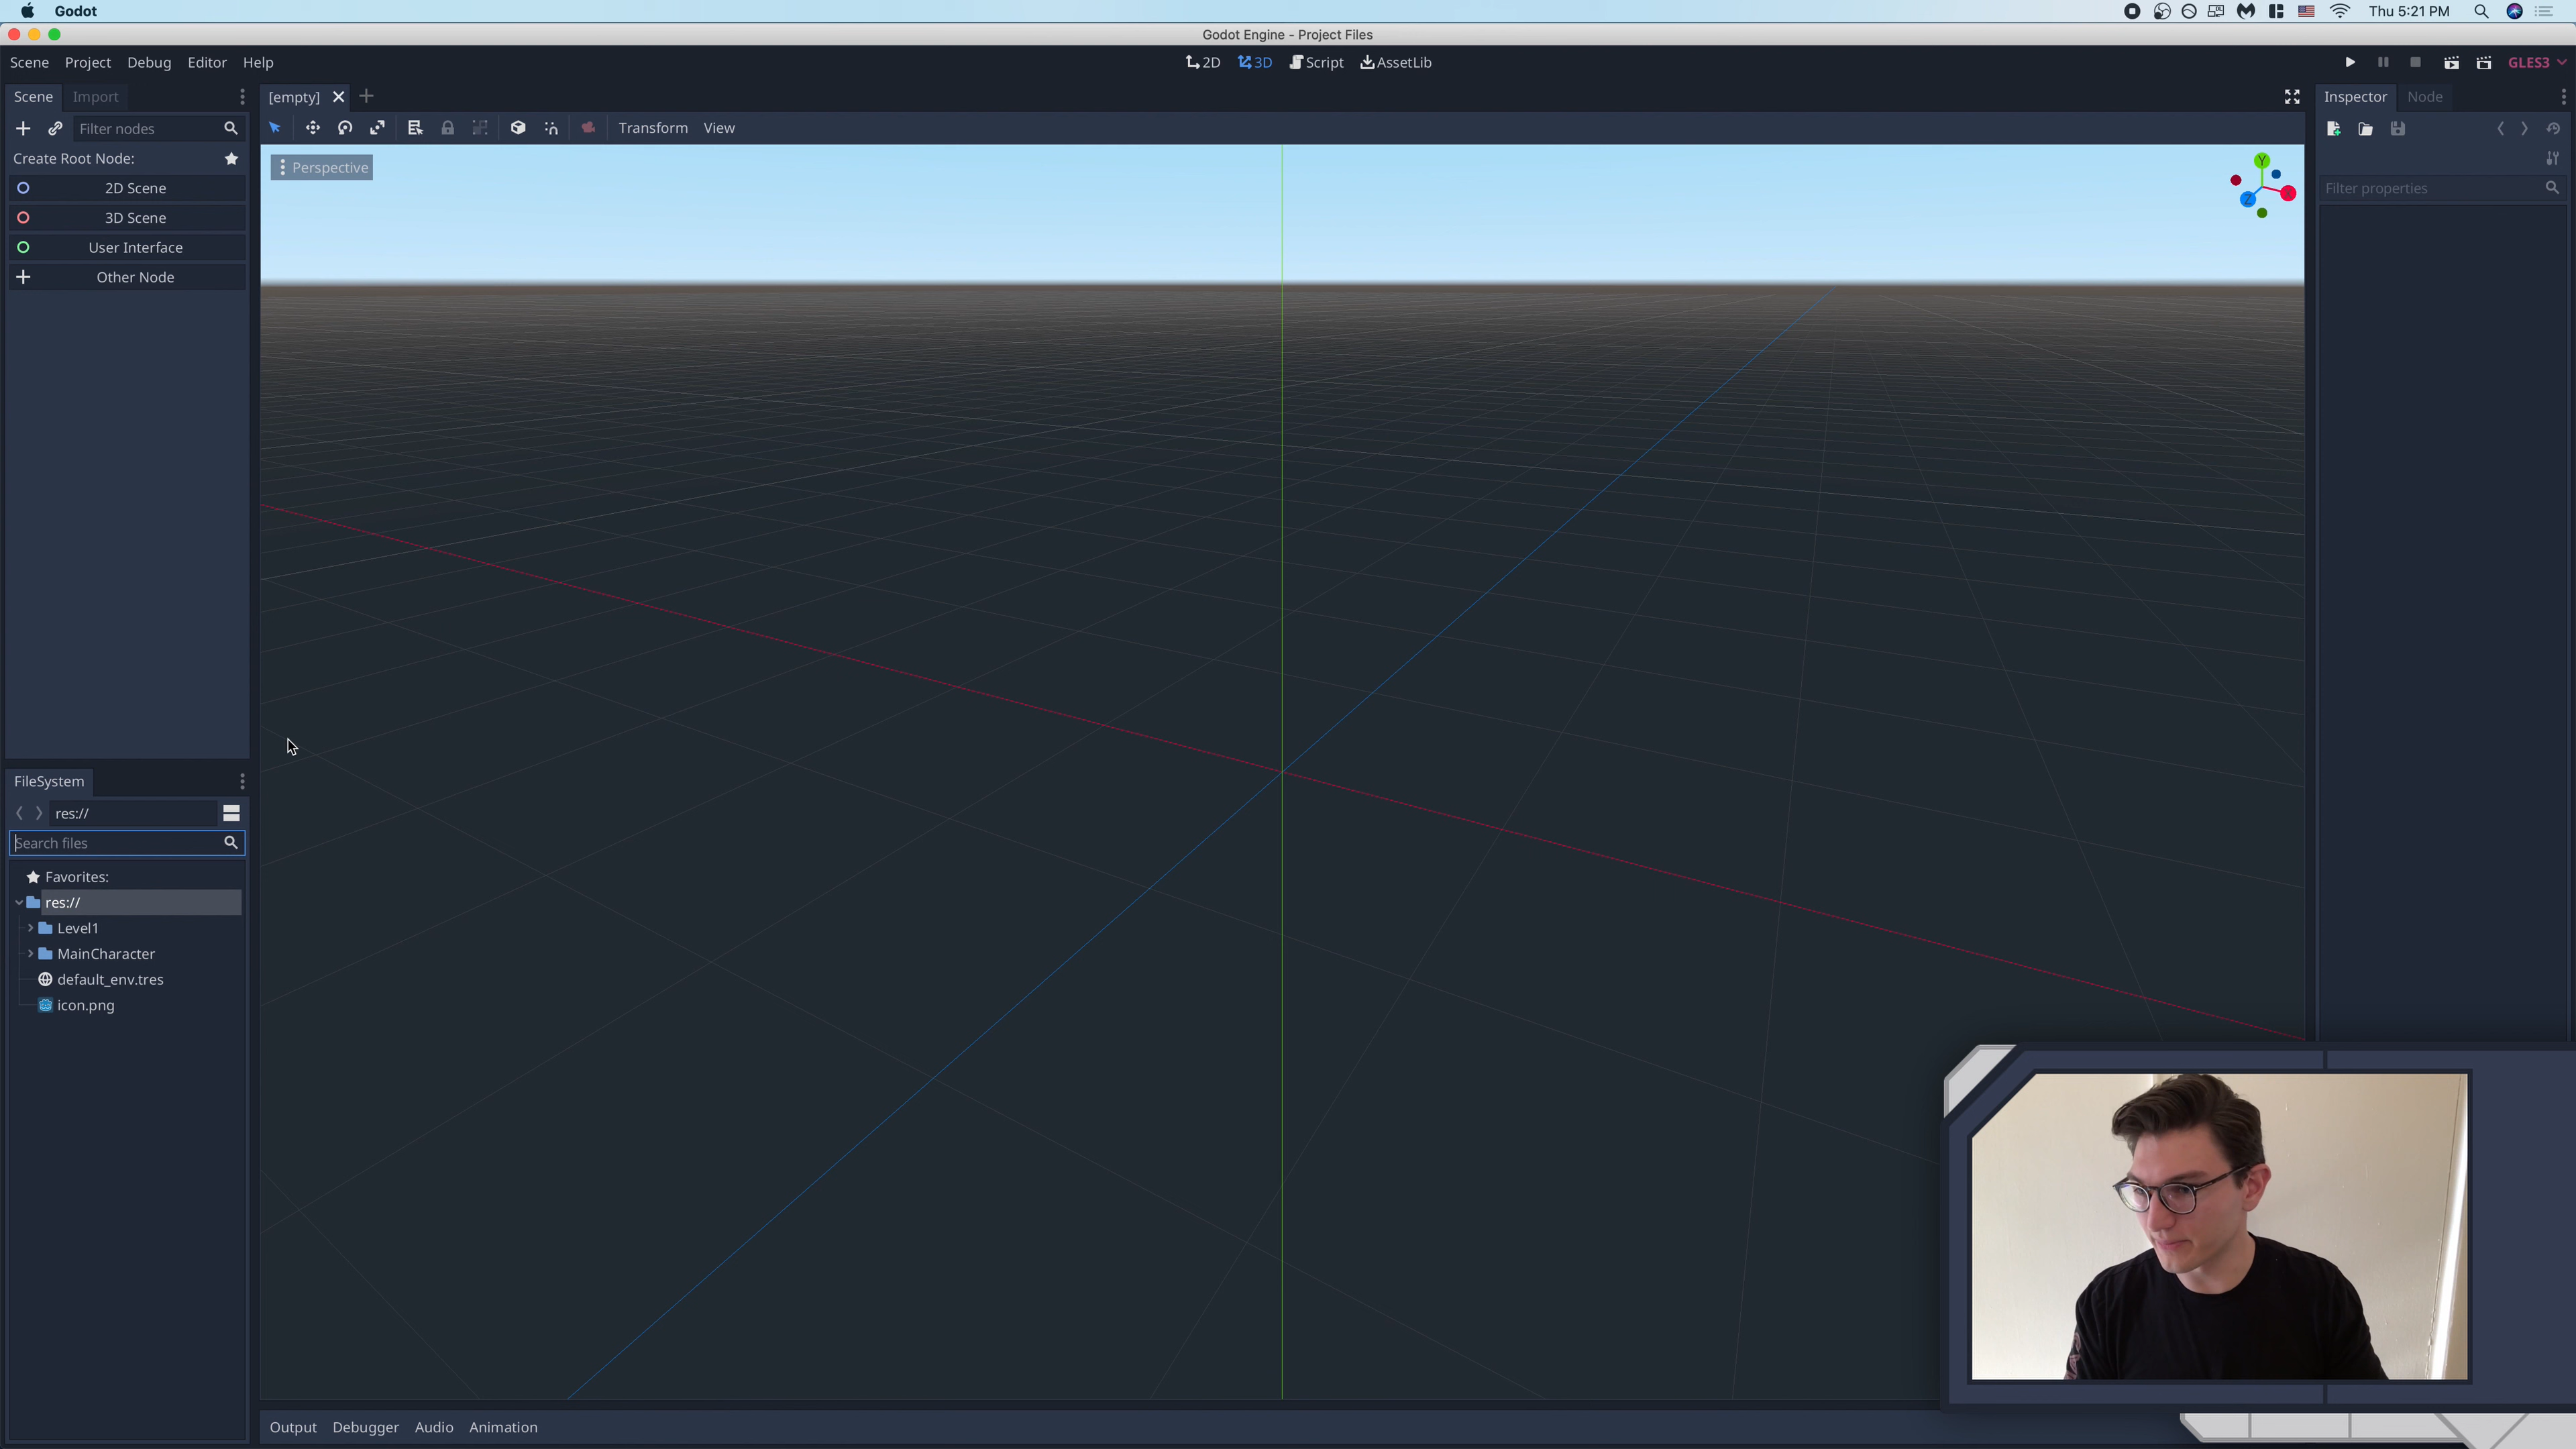 Godot
Thu 5:21 PM
Godot Engine - Project Files
Scene Project Debug Editor Help
2D 3D Script AssetLib
GLES3
Scene Import
[empty]
Inspector Node
Filter nodes
Transform View
Create Root Node:
Perspective
Y
Z
2D Scene
Filter properties
3D Scene
User Interface
Other Node
FileSystem
res://
Search files
Favorites:
res://
Level1
MainCharacter
default_env.tres
icon.png
Output Debugger Audio Animation